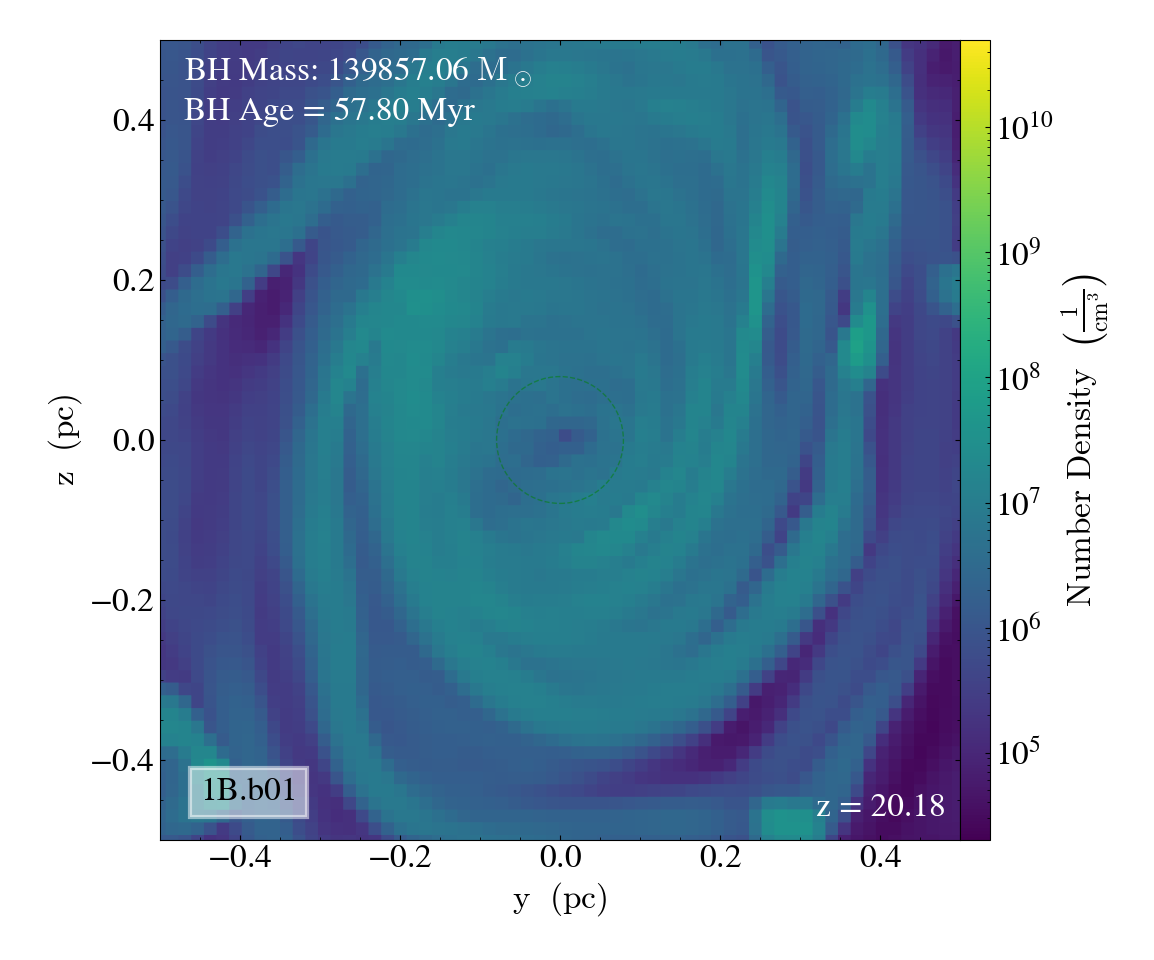 BH Mass: 139857.06 M⊙
BH Age = 57.80 Myr
0.4
0.2
0.0
−0.2
−0.4
z (pc)
1B.b01
z = 20.18
−0.4 −0.2 0.0 0.2 0.4
y (pc)
10¹⁰
10⁹
10⁸
10⁷
10⁶
10⁵
Number Density (1/cm³)